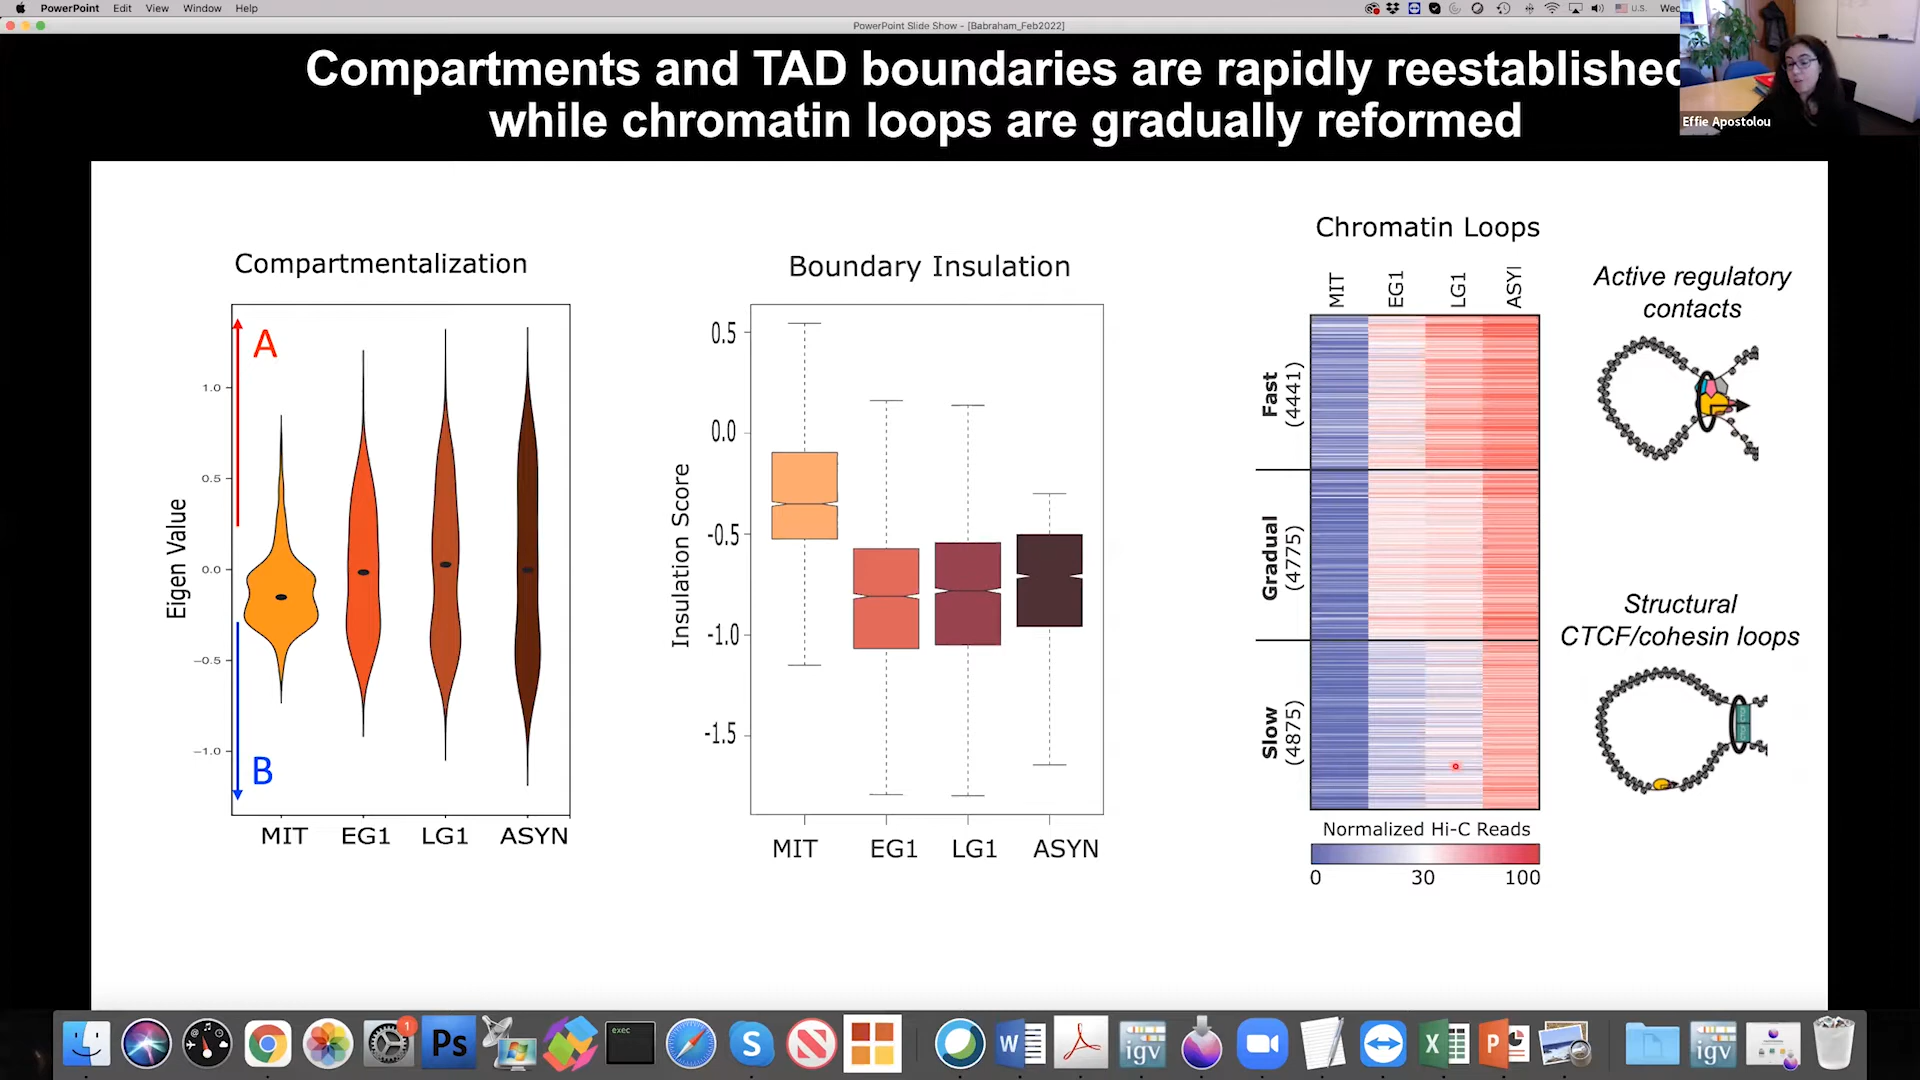 PowerPoint Edit View Window Help
U.S. Wed
PowerPoint Slide Show - [Babraham_Feb2022]
Effie Apostolou
Compartments and TAD boundaries are rapidly reestablished
while chromatin loops are gradually reformed
Compartmentalization
A
B
Eigen Value
1.0
0.5
0.0
−0.5
−1.0
MIT EG1 LG1 ASYN
Boundary Insulation
Insulation Score
0.5
0.0
-0.5
-1.0
-1.5
MIT EG1 LG1 ASYN
Chromatin Loops
MIT EG1 LG1 ASYI
Fast
(4441)
Gradual
(4775)
Slow
(4875)
Normalized Hi-C Reads
0 30 100
Active regulatory
contacts
Structural
CTCF/cohesin loops
1
Ps
exec
S
N
W
igv
X
P
igv